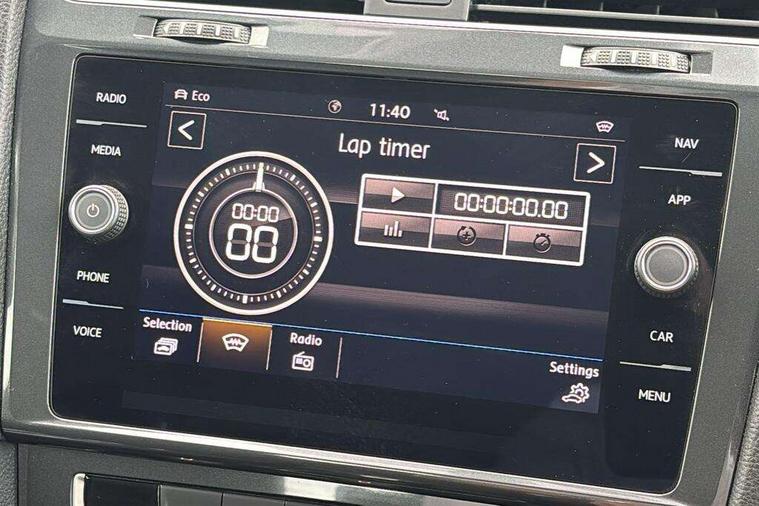 RADIO
MEDIA
PHONE
VOICE
Eco
11:40
Lap timer
00:00
00
00:00:00.00
Selection
Radio
Settings
NAV
APP
CAR
MENU